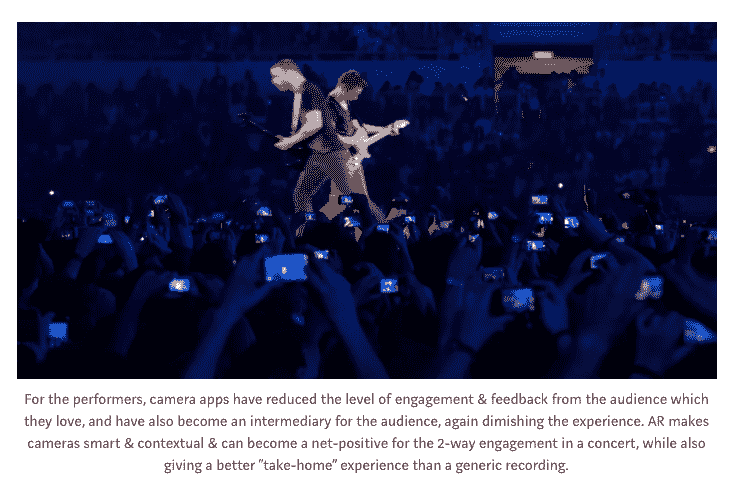 For the performers, camera apps have reduced the level of engagement & feedback from the audience which
they love, and have also become an intermediary for the audience, again dimishing the experience. AR makes
cameras smart & contextual & can become a net-positive for the 2-way engagement in a concert, while also
giving a better "take-home" experience than a generic recording.